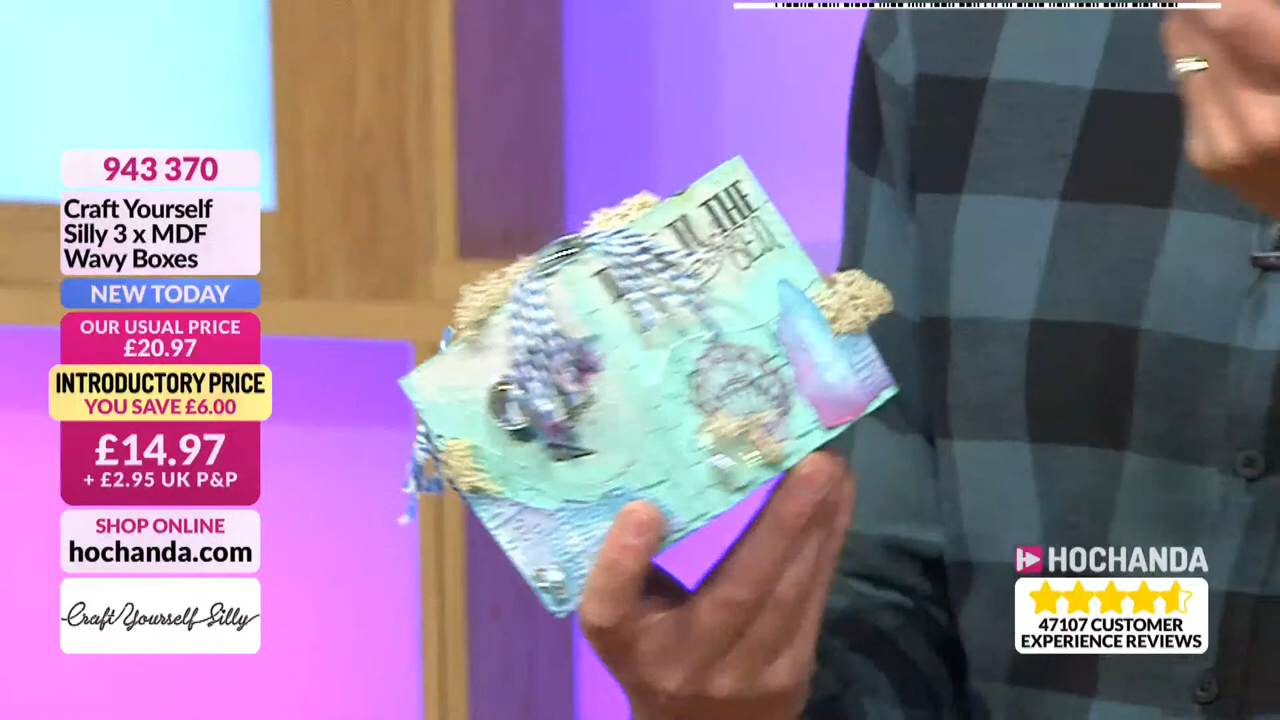 943 370
Craft Yourself
Silly 3 x MDF
Wavy Boxes
NEW TODAY
OUR USUAL PRICE
£20.97
INTRODUCTORY PRICE
YOU SAVE £6.00
£14.97
+ £2.95 UK P&P
SHOP ONLINE
hochanda.com
Craft Yourself Silly
THE
HOCHANDA
47107 CUSTOMER
EXPERIENCE REVIEWS